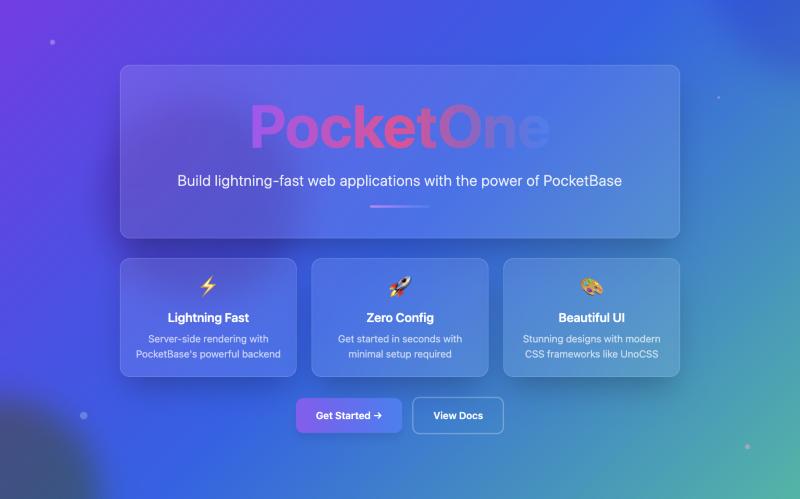 PocketOne
Build lightning-fast web applications with the power of PocketBase
Lightning Fast
Server-side rendering with
PocketBase's powerful backend
Zero Config
Get started in seconds with
minimal setup required
Beautiful UI
Stunning designs with modern
CSS frameworks like UnoCSS
Get Started →
View Docs